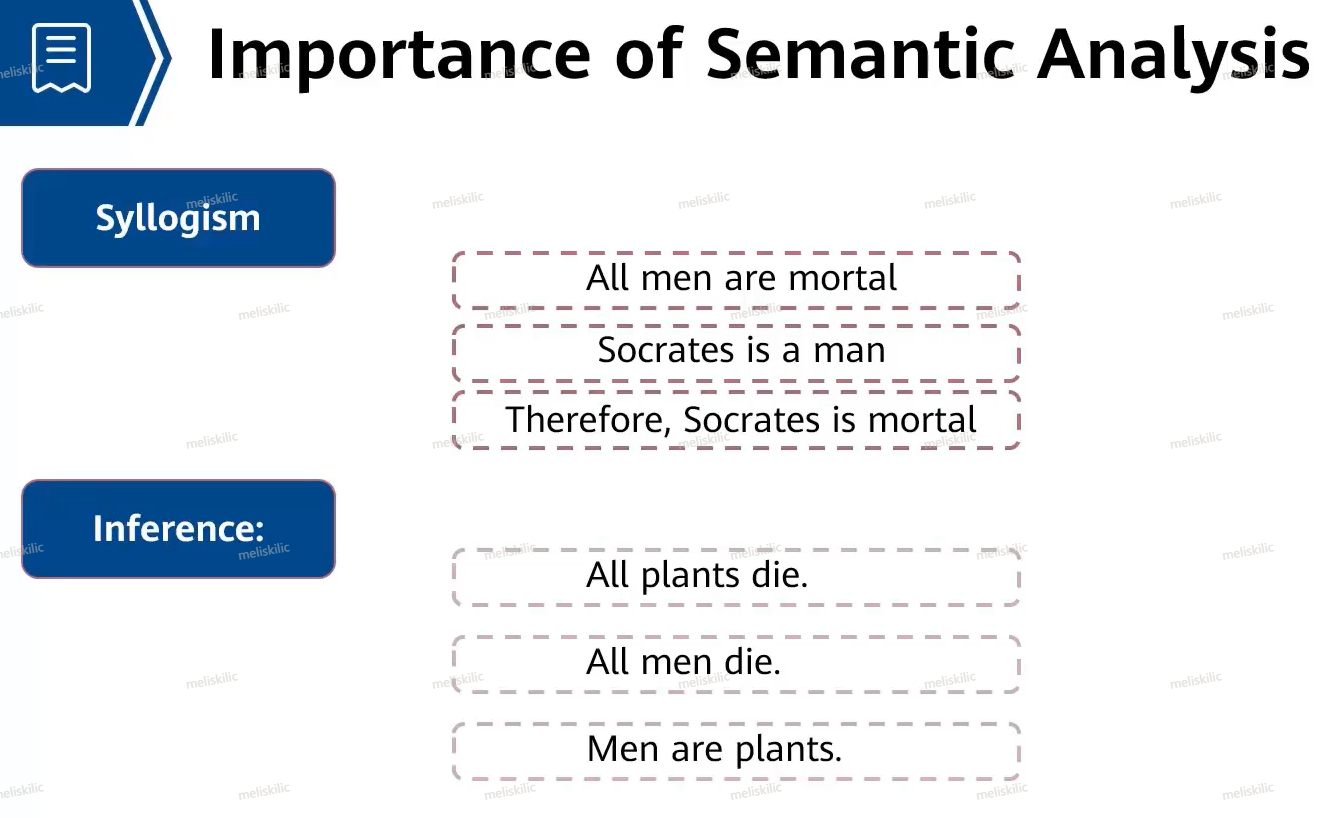 Importance of Semantic Analysis
Syllogism
All men are mortal
Socrates is a man
Therefore, Socrates is mortal
Inference:
All plants die.
All men die.
Men are plants.
meliskilic